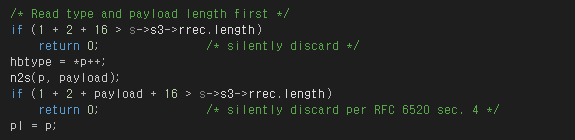 /* Read type and payload length first */
if (1 + 2 + 16 > s->s3->rrec.length)
    return 0;               /* silently discard */
hbtype = *p++;
n2s(p, payload);
if (1 + 2 + payload + 16 > s->s3->rrec.length)
    return 0;               /* silently discard per RFC 6520 sec. 4 */
pl = p;